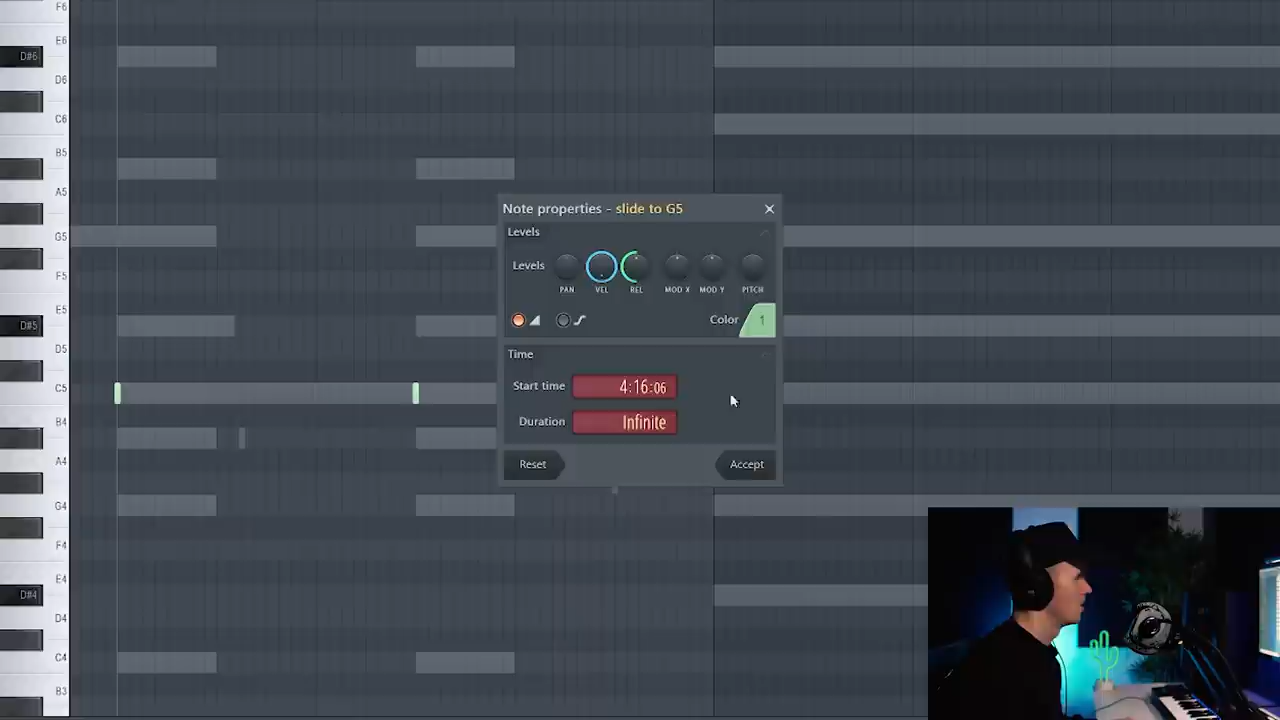 F6
E6
D#6
D6
C6
B5
A5
G5
F5
E5
D#5
D5
C5
B4
A4
G4
F4
E4
D#4
D4
C4
B3
Note properties - slide to G5
Levels
Levels
PAN VEL REL MOD X MOD Y PITCH
Color 1
Time
Start time 4:16:06
Duration Infinite
Reset Accept